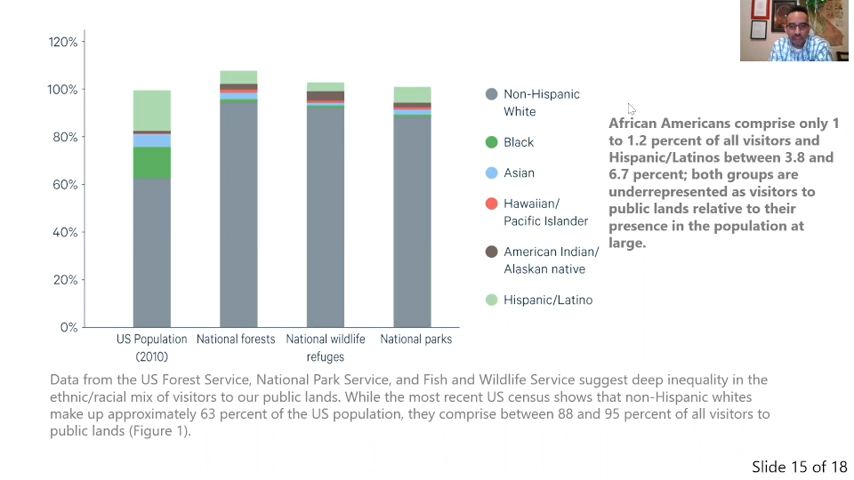 120%
100%
80%
60%
40%
20%
0%
US Population
(2010)
National forests
National wildlife
refuges
National parks
Non-Hispanic
White
Black
Asian
Hawaiian/
Pacific Islander
American Indian/
Alaskan native
Hispanic/Latino
African Americans comprise only 1
to 1.2 percent of all visitors and
Hispanic/Latinos between 3.8 and
6.7 percent; both groups are
underrepresented as visitors to
public lands relative to their
presence in the population at
large.
Data from the US Forest Service, National Park Service, and Fish and Wildlife Service suggest deep inequality in the
ethnic/racial mix of visitors to our public lands. While the most recent US census shows that non-Hispanic whites
make up approximately 63 percent of the US population, they comprise between 88 and 95 percent of all visitors to
public lands (Figure 1).
Slide 15 of 18